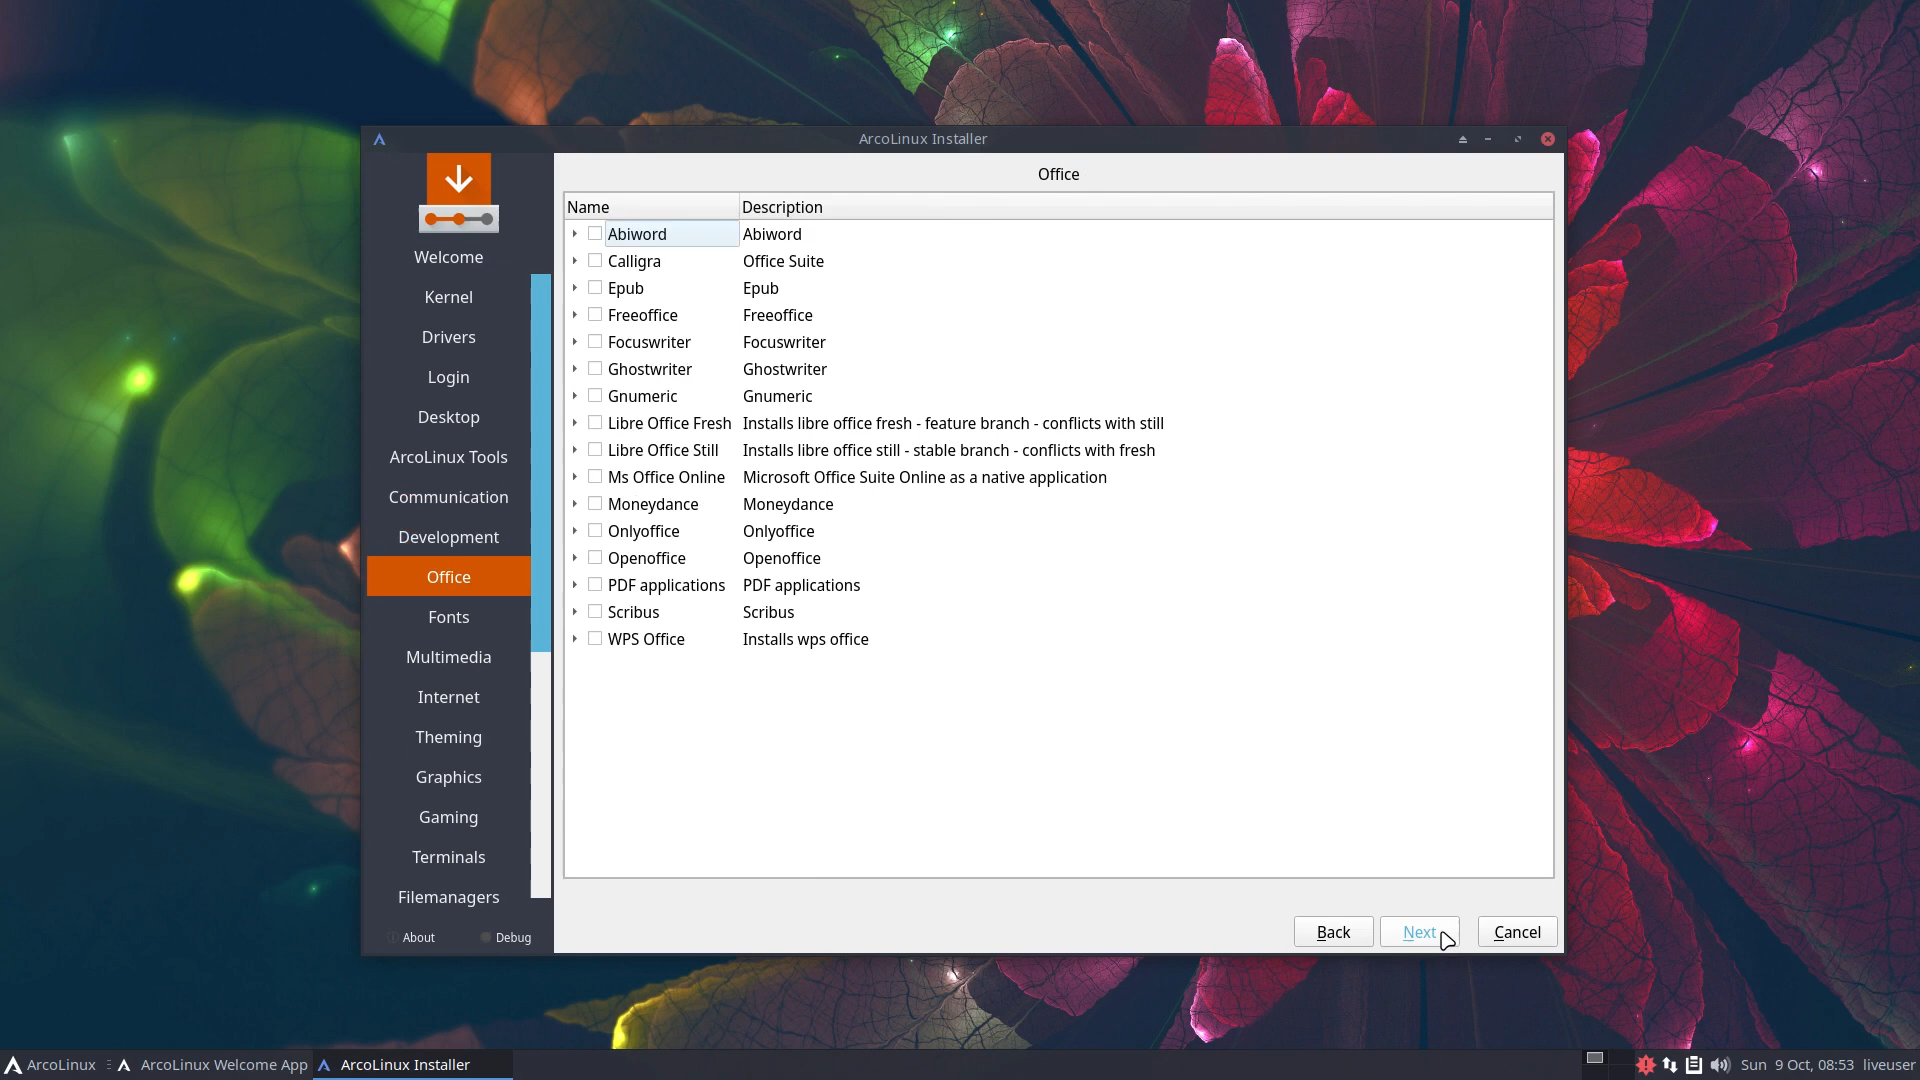 ArcoLinux Installer
Office
Name Description
Abiword Abiword
Calligra Office Suite
Epub Epub
Freeoffice Freeoffice
Focuswriter Focuswriter
Ghostwriter Ghostwriter
Gnumeric Gnumeric
Libre Office Fresh Installs libre office fresh - feature branch - conflicts with still
Libre Office Still Installs libre office still - stable branch - conflicts with fresh
Ms Office Online Microsoft Office Suite Online as a native application
Moneydance Moneydance
Onlyoffice Onlyoffice
Openoffice Openoffice
PDF applications PDF applications
Scribus Scribus
WPS Office Installs wps office
Welcome
Kernel
Drivers
Login
Desktop
ArcoLinux Tools
Communication
Development
Office
Fonts
Multimedia
Internet
Theming
Graphics
Gaming
Terminals
Filemanagers
About Debug
Back Next Cancel
ArcoLinux ArcoLinux Welcome App ArcoLinux Installer Sun 9 Oct, 08:53 liveuser